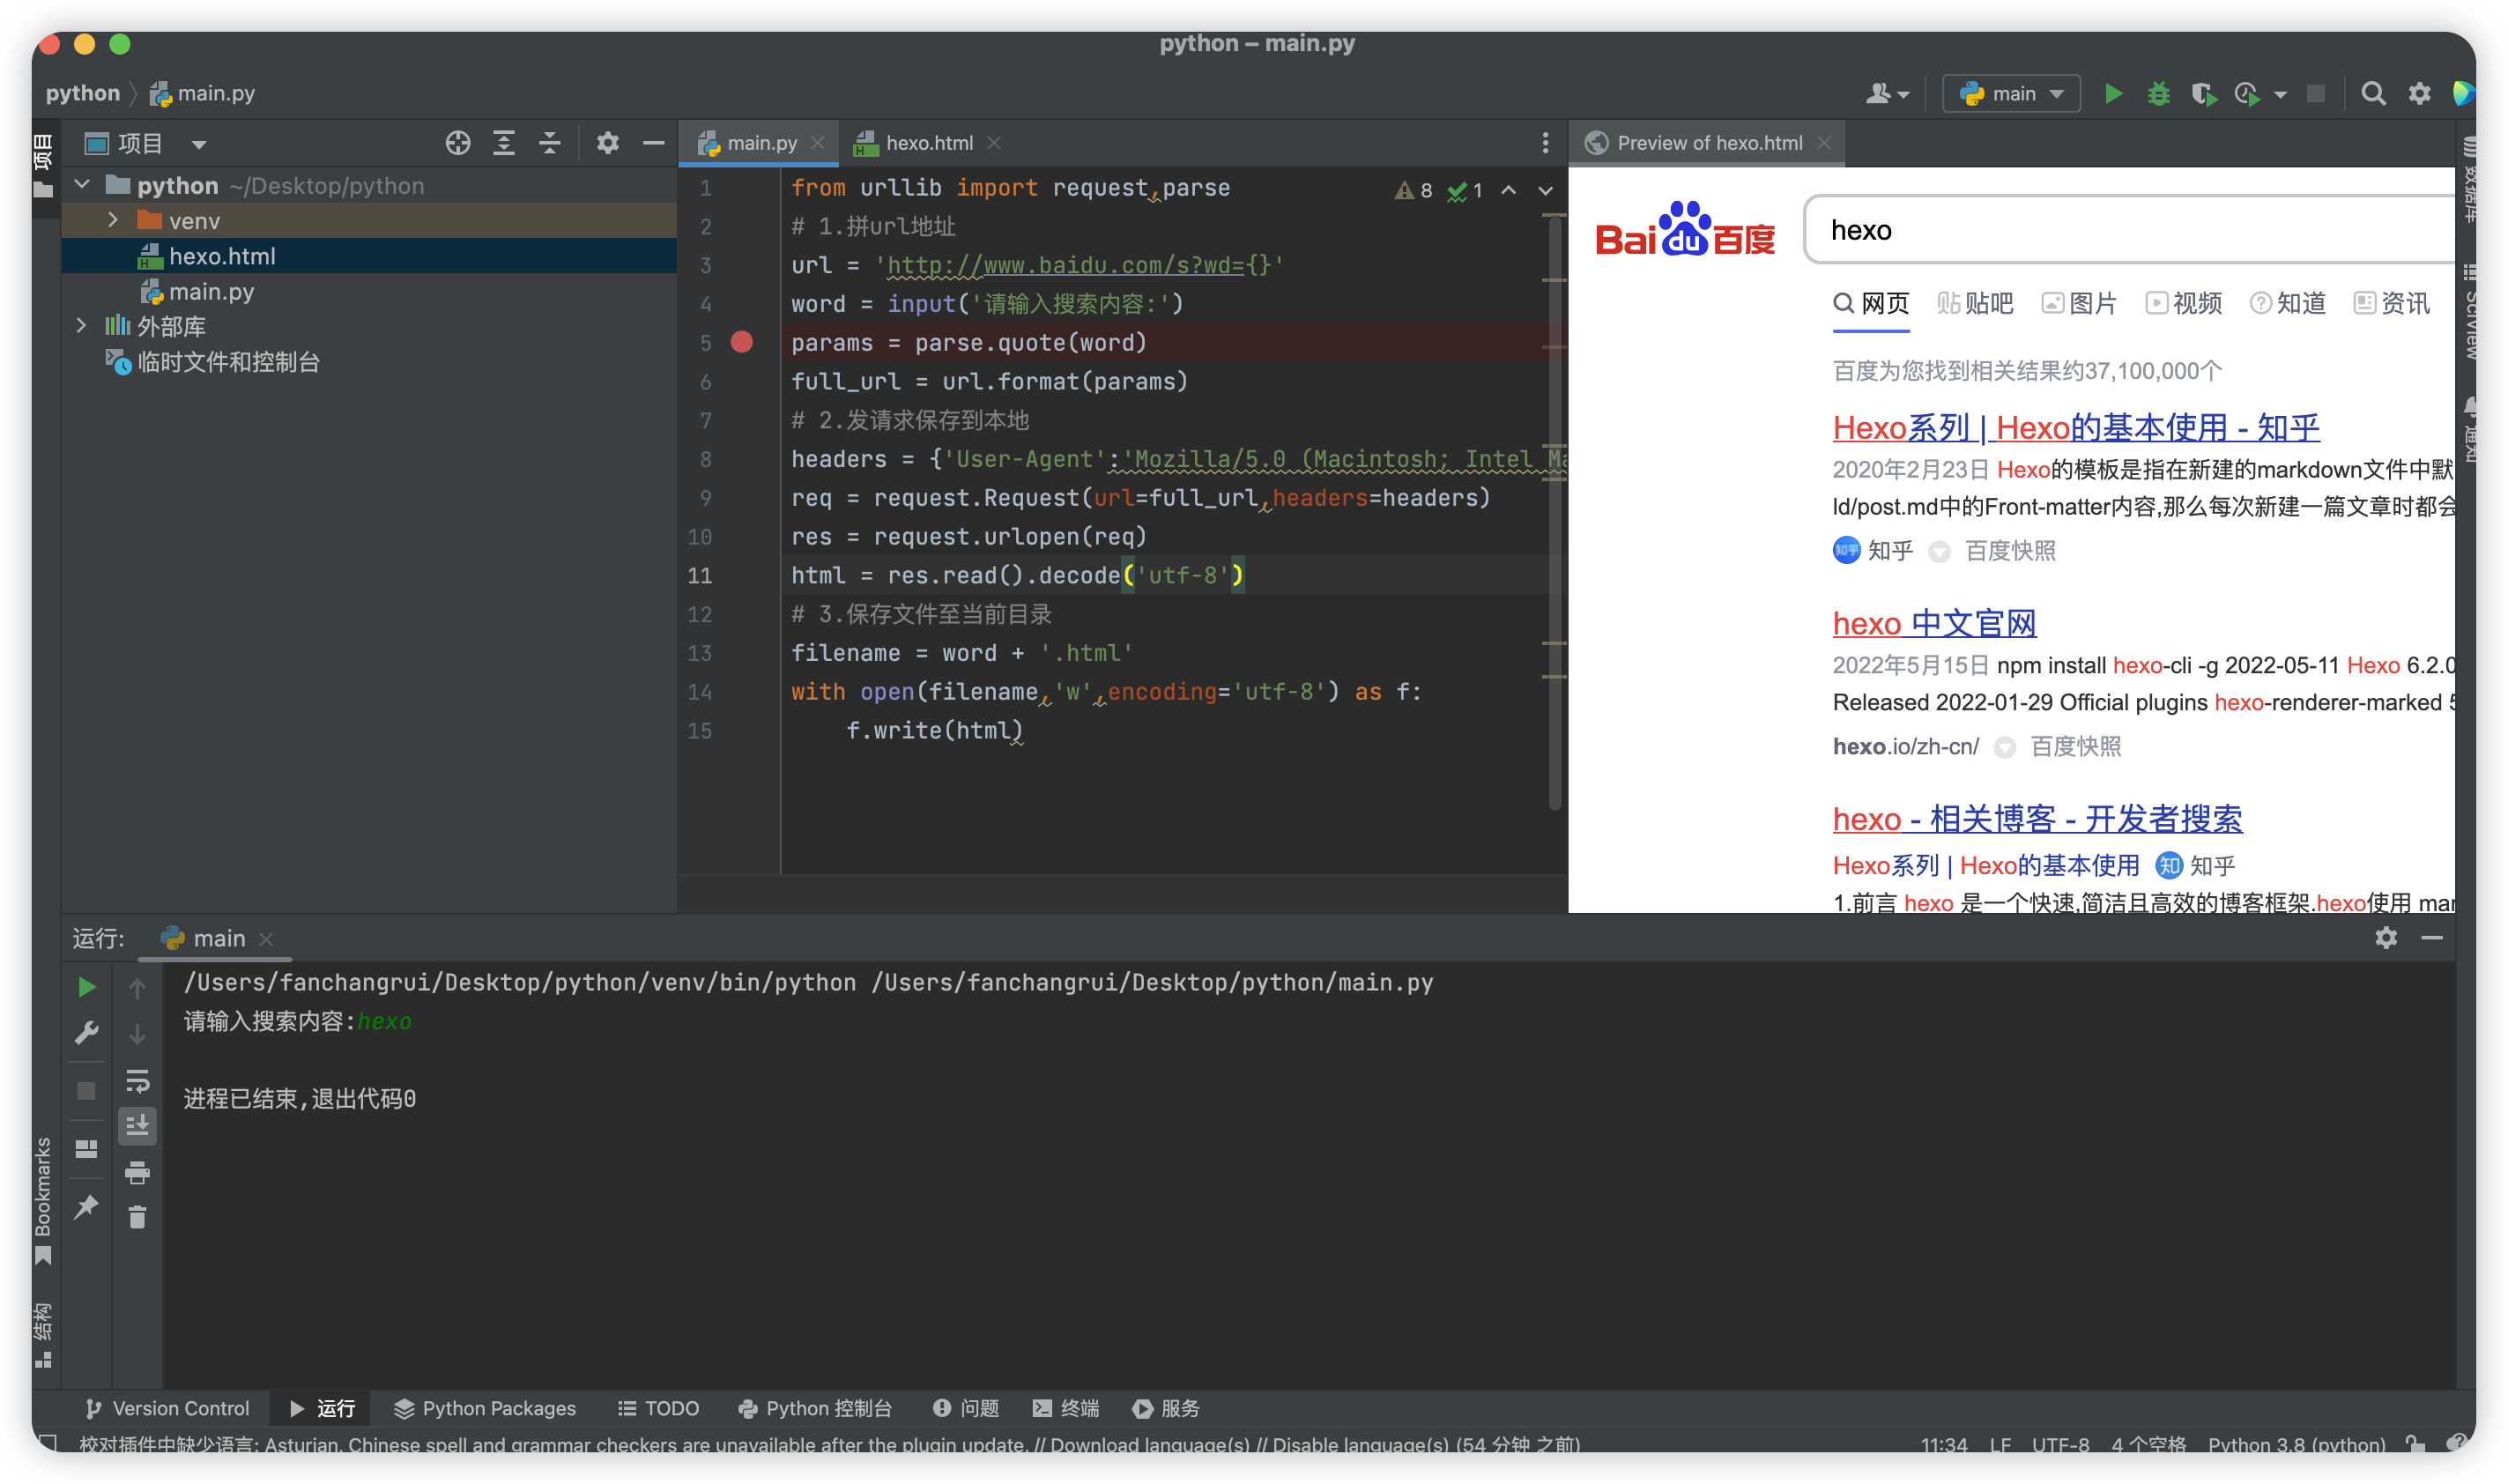 python – main.py
python
main.py
main
项目
main.py
hexo.html
Preview of hexo.html
项目
python ~/Desktop/python
venv
hexo.html
main.py
外部库
临时文件和控制台
8
1
1 from urllib import request,parse
2 # 1.拼url地址
3 url = 'http://www.baidu.com/s?wd={}'
4 word = input('请输入搜索内容:')
5 params = parse.quote(word)
6 full_url = url.format(params)
7 # 2.发请求保存到本地
8 headers = {'User-Agent':'Mozilla/5.0 (Macintosh; Intel Ma
9 req = request.Request(url=full_url,headers=headers)
10 res = request.urlopen(req)
11 html = res.read().decode('utf-8')
12 # 3.保存文件至当前目录
13 filename = word + '.html'
14 with open(filename,'w',encoding='utf-8') as f:
15 f.write(html)
Bai du 百度
hexo
网页 贴吧 图片 视频 知道 资讯
百度为您找到相关结果约37,100,000个
Hexo系列 | Hexo的基本使用 - 知乎
2020年2月23日 Hexo的模板是指在新建的markdown文件中默
ld/post.md中的Front-matter内容,那么每次新建一篇文章时都会
知乎 知乎 百度快照
hexo 中文官网
2022年5月15日 npm install hexo-cli -g 2022-05-11 Hexo 6.2.0
Released 2022-01-29 Official plugins hexo-renderer-marked 5
hexo.io/zh-cn/ 百度快照
hexo - 相关博客 - 开发者搜索
Hexo系列 | Hexo的基本使用 知 知乎
1.前言 hexo 是一个快速,简洁且高效的博客框架.hexo使用 mar
数据库
SciView
通知
运行:
main
/Users/fanchangrui/Desktop/python/venv/bin/python /Users/fanchangrui/Desktop/python/main.py
请输入搜索内容:hexo
进程已结束,退出代码0
Bookmarks
结构
Version Control
运行
Python Packages
TODO
Python 控制台
问题
终端
服务
校对插件中缺少语言: Asturian, Chinese spell and grammar checkers are unavailable after the plugin update. // Download language(s) // Disable language(s) (54 分钟 之前)
11:34 LF UTF-8 4 个空格 Python 3.8 (python)